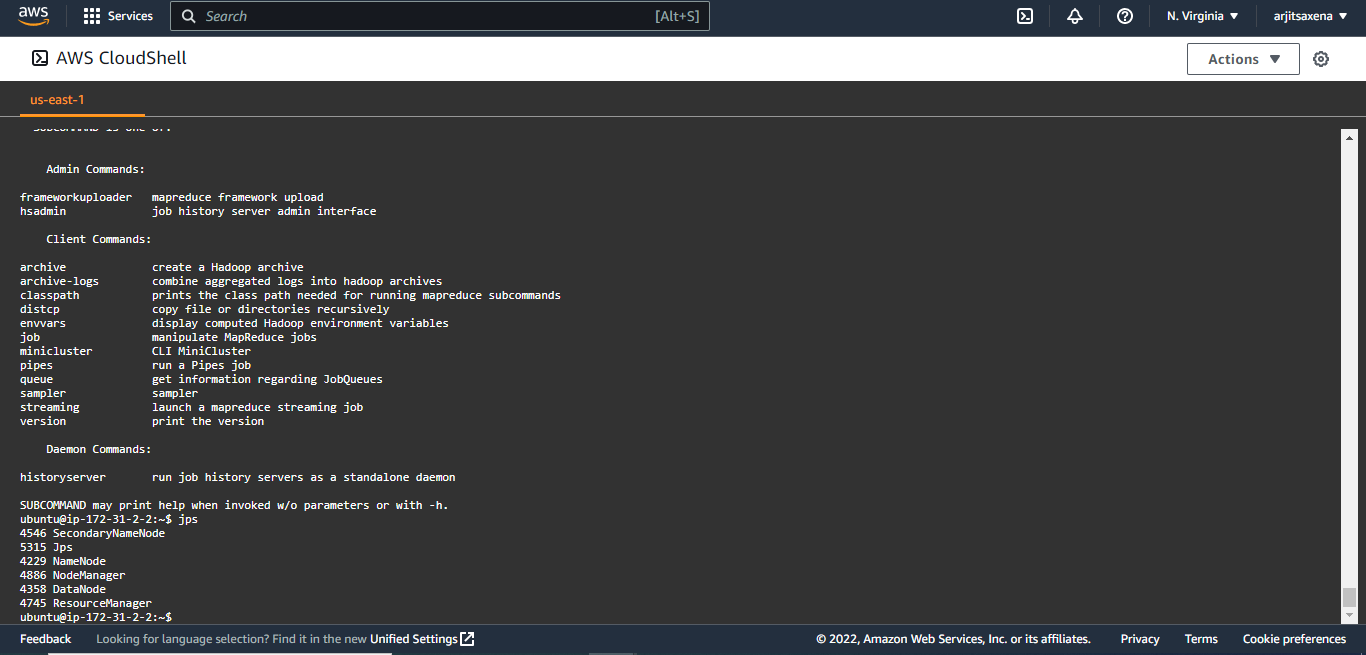 aws
Services
Search
[Alt+S]
N. Virginia
arjitsaxena
AWS CloudShell
Actions
us-east-1
SUBCOMMAND is one of:
Admin Commands:
frameworkuploader mapreduce framework upload
hsadmin job history server admin interface
Client Commands:
archive create a Hadoop archive
archive-logs combine aggregated logs into hadoop archives
classpath prints the class path needed for running mapreduce subcommands
distcp copy file or directories recursively
envvars display computed Hadoop environment variables
job manipulate MapReduce jobs
minicluster CLI MiniCluster
pipes run a Pipes job
queue get information regarding JobQueues
sampler sampler
streaming launch a mapreduce streaming job
version print the version
Daemon Commands:
historyserver run job history servers as a standalone daemon
SUBCOMMAND may print help when invoked w/o parameters or with -h.
ubuntu@ip-172-31-2-2:~$ jps
4546 SecondaryNameNode
5315 Jps
4229 NameNode
4886 NodeManager
4358 DataNode
4745 ResourceManager
ubuntu@ip-172-31-2-2:~$
Feedback Looking for language selection? Find it in the new Unified Settings © 2022, Amazon Web Services, Inc. or its affiliates. Privacy Terms Cookie preferences